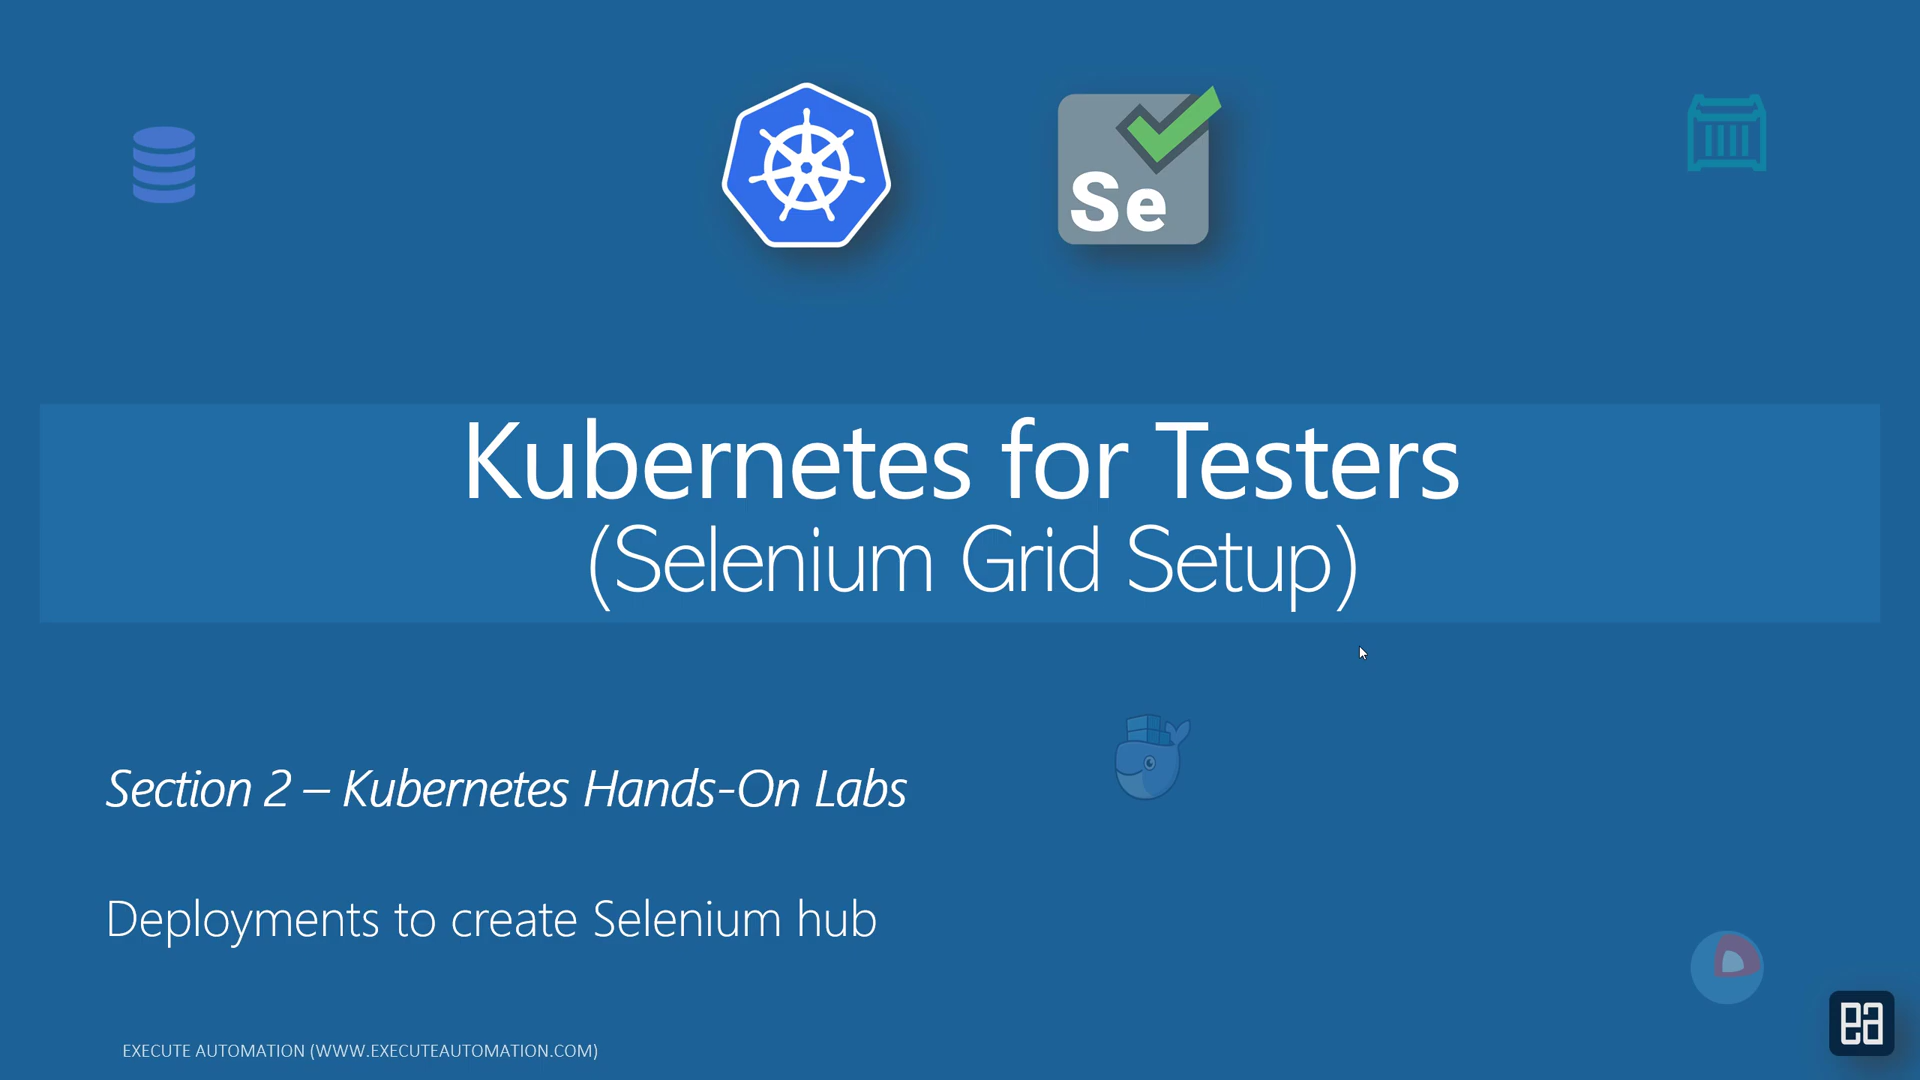 Se
Kubernetes for Testers
(Selenium Grid Setup)
Section 2 – Kubernetes Hands-On Labs
Deployments to create Selenium hub
EXECUTE AUTOMATION (WWW.EXECUTEAUTOMATION.COM)
ea